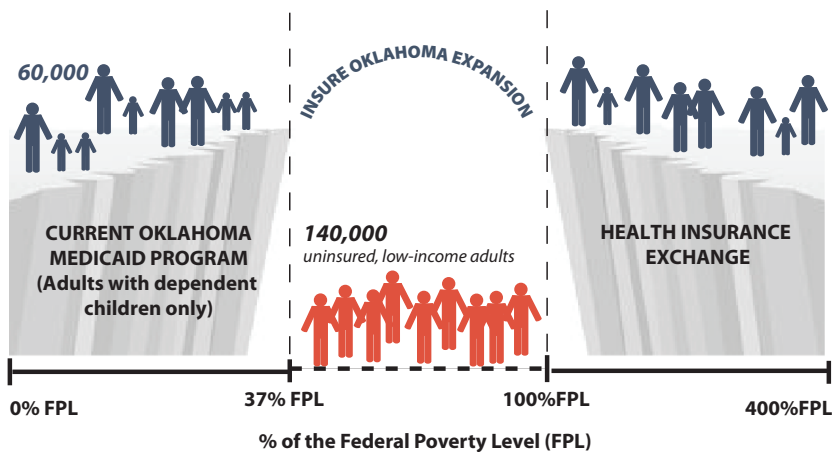 60,000
INSURE OKLAHOMA EXPANSION
CURRENT OKLAHOMA
MEDICAID PROGRAM
(Adults with dependent
children only)
140,000
uninsured, low-income adults
HEALTH INSURANCE
EXCHANGE
0% FPL
37% FPL
100%FPL
400%FPL
% of the Federal Poverty Level (FPL)